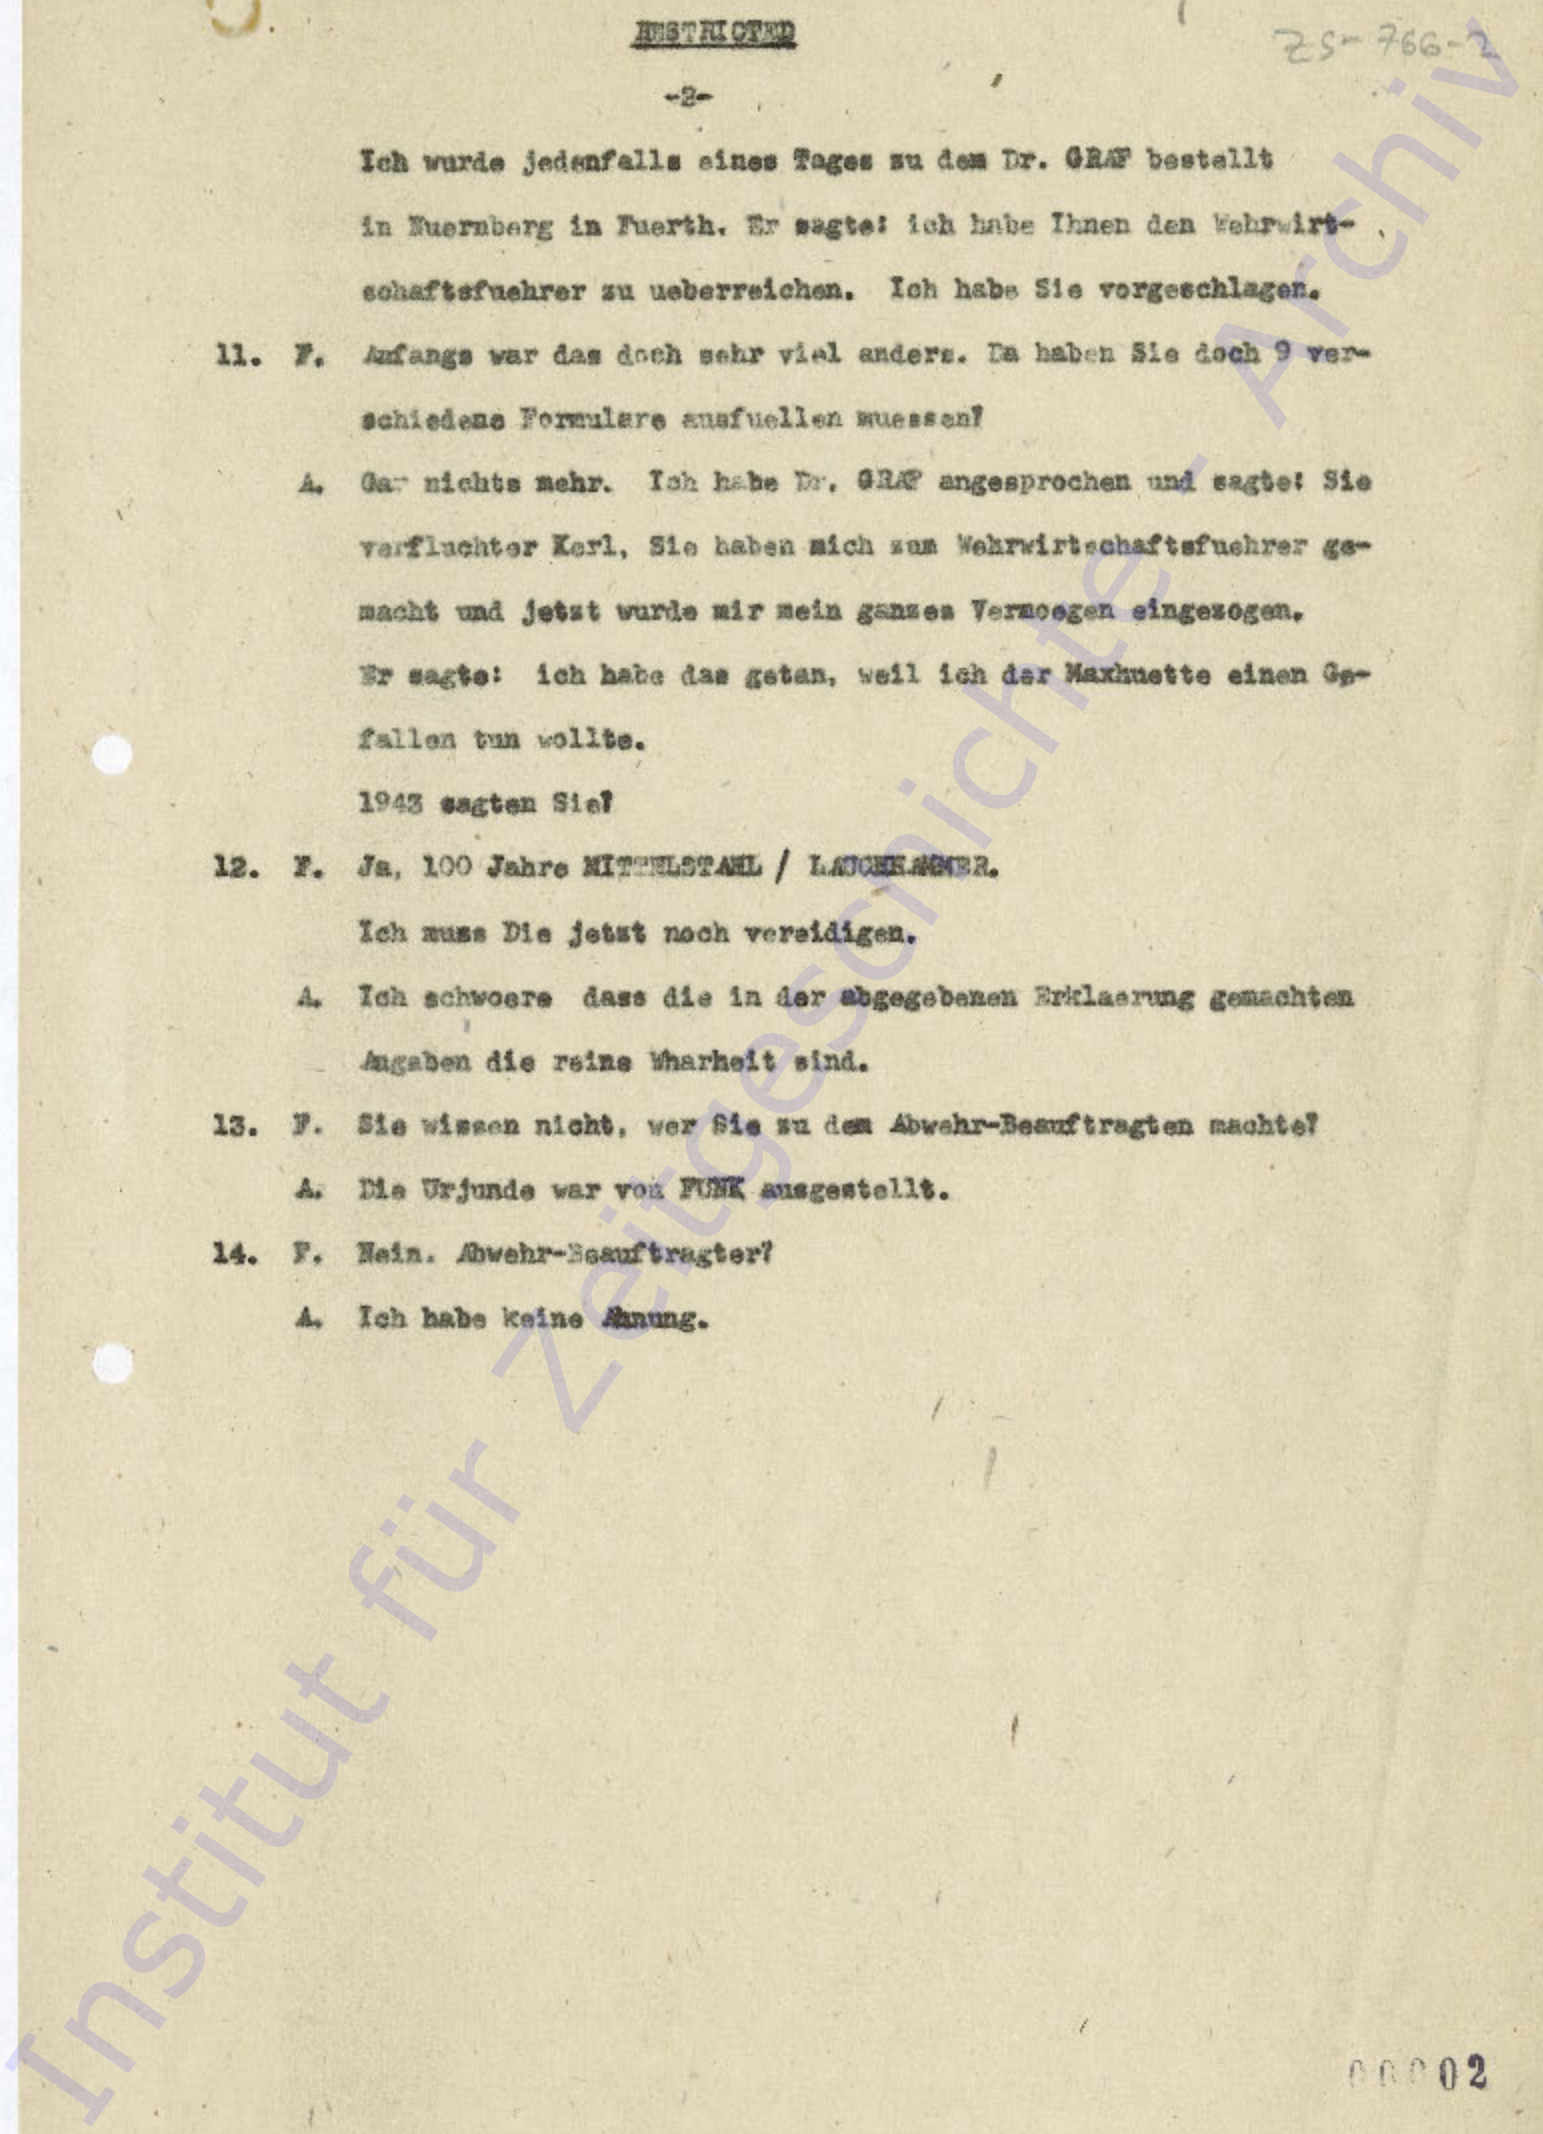 RESTRICTED
ZS-766-2
-2-
Ich wurde jedenfalls eines Tages zu dem Dr. GRAF bestellt
in Nuernberg in Fuerth. Er sagte: ich habe Ihnen den Wehrwirt-
schaftsfuehrer zu ueberreichen. Ich habe Sie vorgeschlagen.
11. F. Anfangs war das doch sehr viel anders. Da haben Sie doch 9 ver-
schiedene Formulare ausfuellen muessen?
A. Gar nichts mehr. Ich habe Dr. GRAF angesprochen und sagte: Sie
verfluchter Kerl, Sie haben mich zum Wehrwirtschaftsfuehrer ge-
macht und jetzt wurde mir mein ganzes Vermoegen eingezogen.
Er sagte: ich habe das getan, weil ich der Maxhuette einen Ge-
fallen tun wollte.
1943 sagten Sie?
12. F. Ja, 100 Jahre MITTELSTAHL / LAUCHHAMMER.
Ich muss Die jetzt noch vereidigen.
A. Ich schwoere dass die in der abgegebenen Erklaerung gemachten
Angaben die reine Wharheit sind.
13. F. Sie wissen nicht, wer Sie zu dem Abwehr-Beauftragten machte?
A. Die Urjunde war von FUNK ausgestellt.
14. F. Nein. Abwehr-Beauftragter?
A. Ich habe keine Ahnung.
Institut für Zeitgeschichte - Archiv
00002